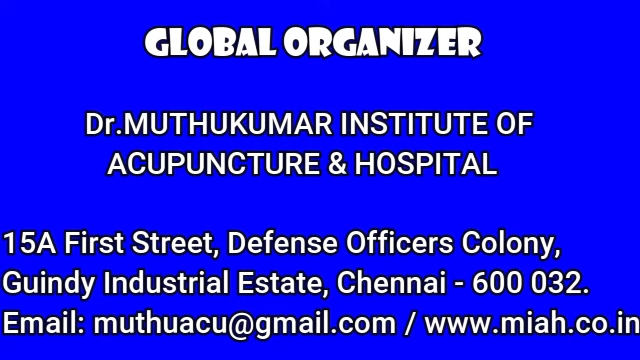 GLOBAL ORGANIZER
Dr.MUTHUKUMAR INSTITUTE OF
ACUPUNCTURE & HOSPITAL
15A First Street, Defense Officers Colony,
Guindy Industrial Estate, Chennai - 600 032.
Email: muthuacu@gmail.com / www.miah.co.in